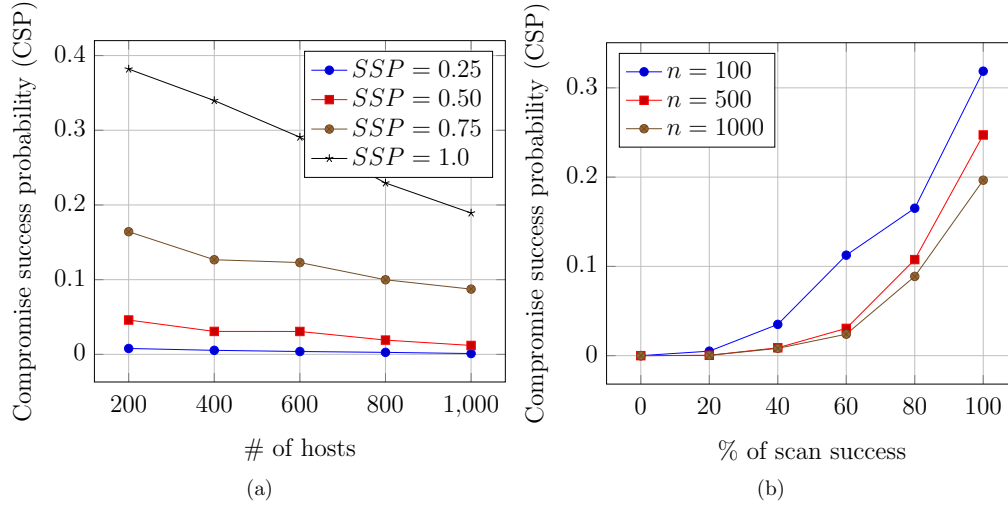 Compromise success probability (CSP)
0.4
0.3
0.2
0.1
0
SSP = 0.25
SSP = 0.50
SSP = 0.75
SSP = 1.0
200 400 600 800 1,000
# of hosts
(a)
Compromise success probability (CSP)
0.3
0.2
0.1
0
n = 100
n = 500
n = 1000
0 20 40 60 80 100
% of scan success
(b)